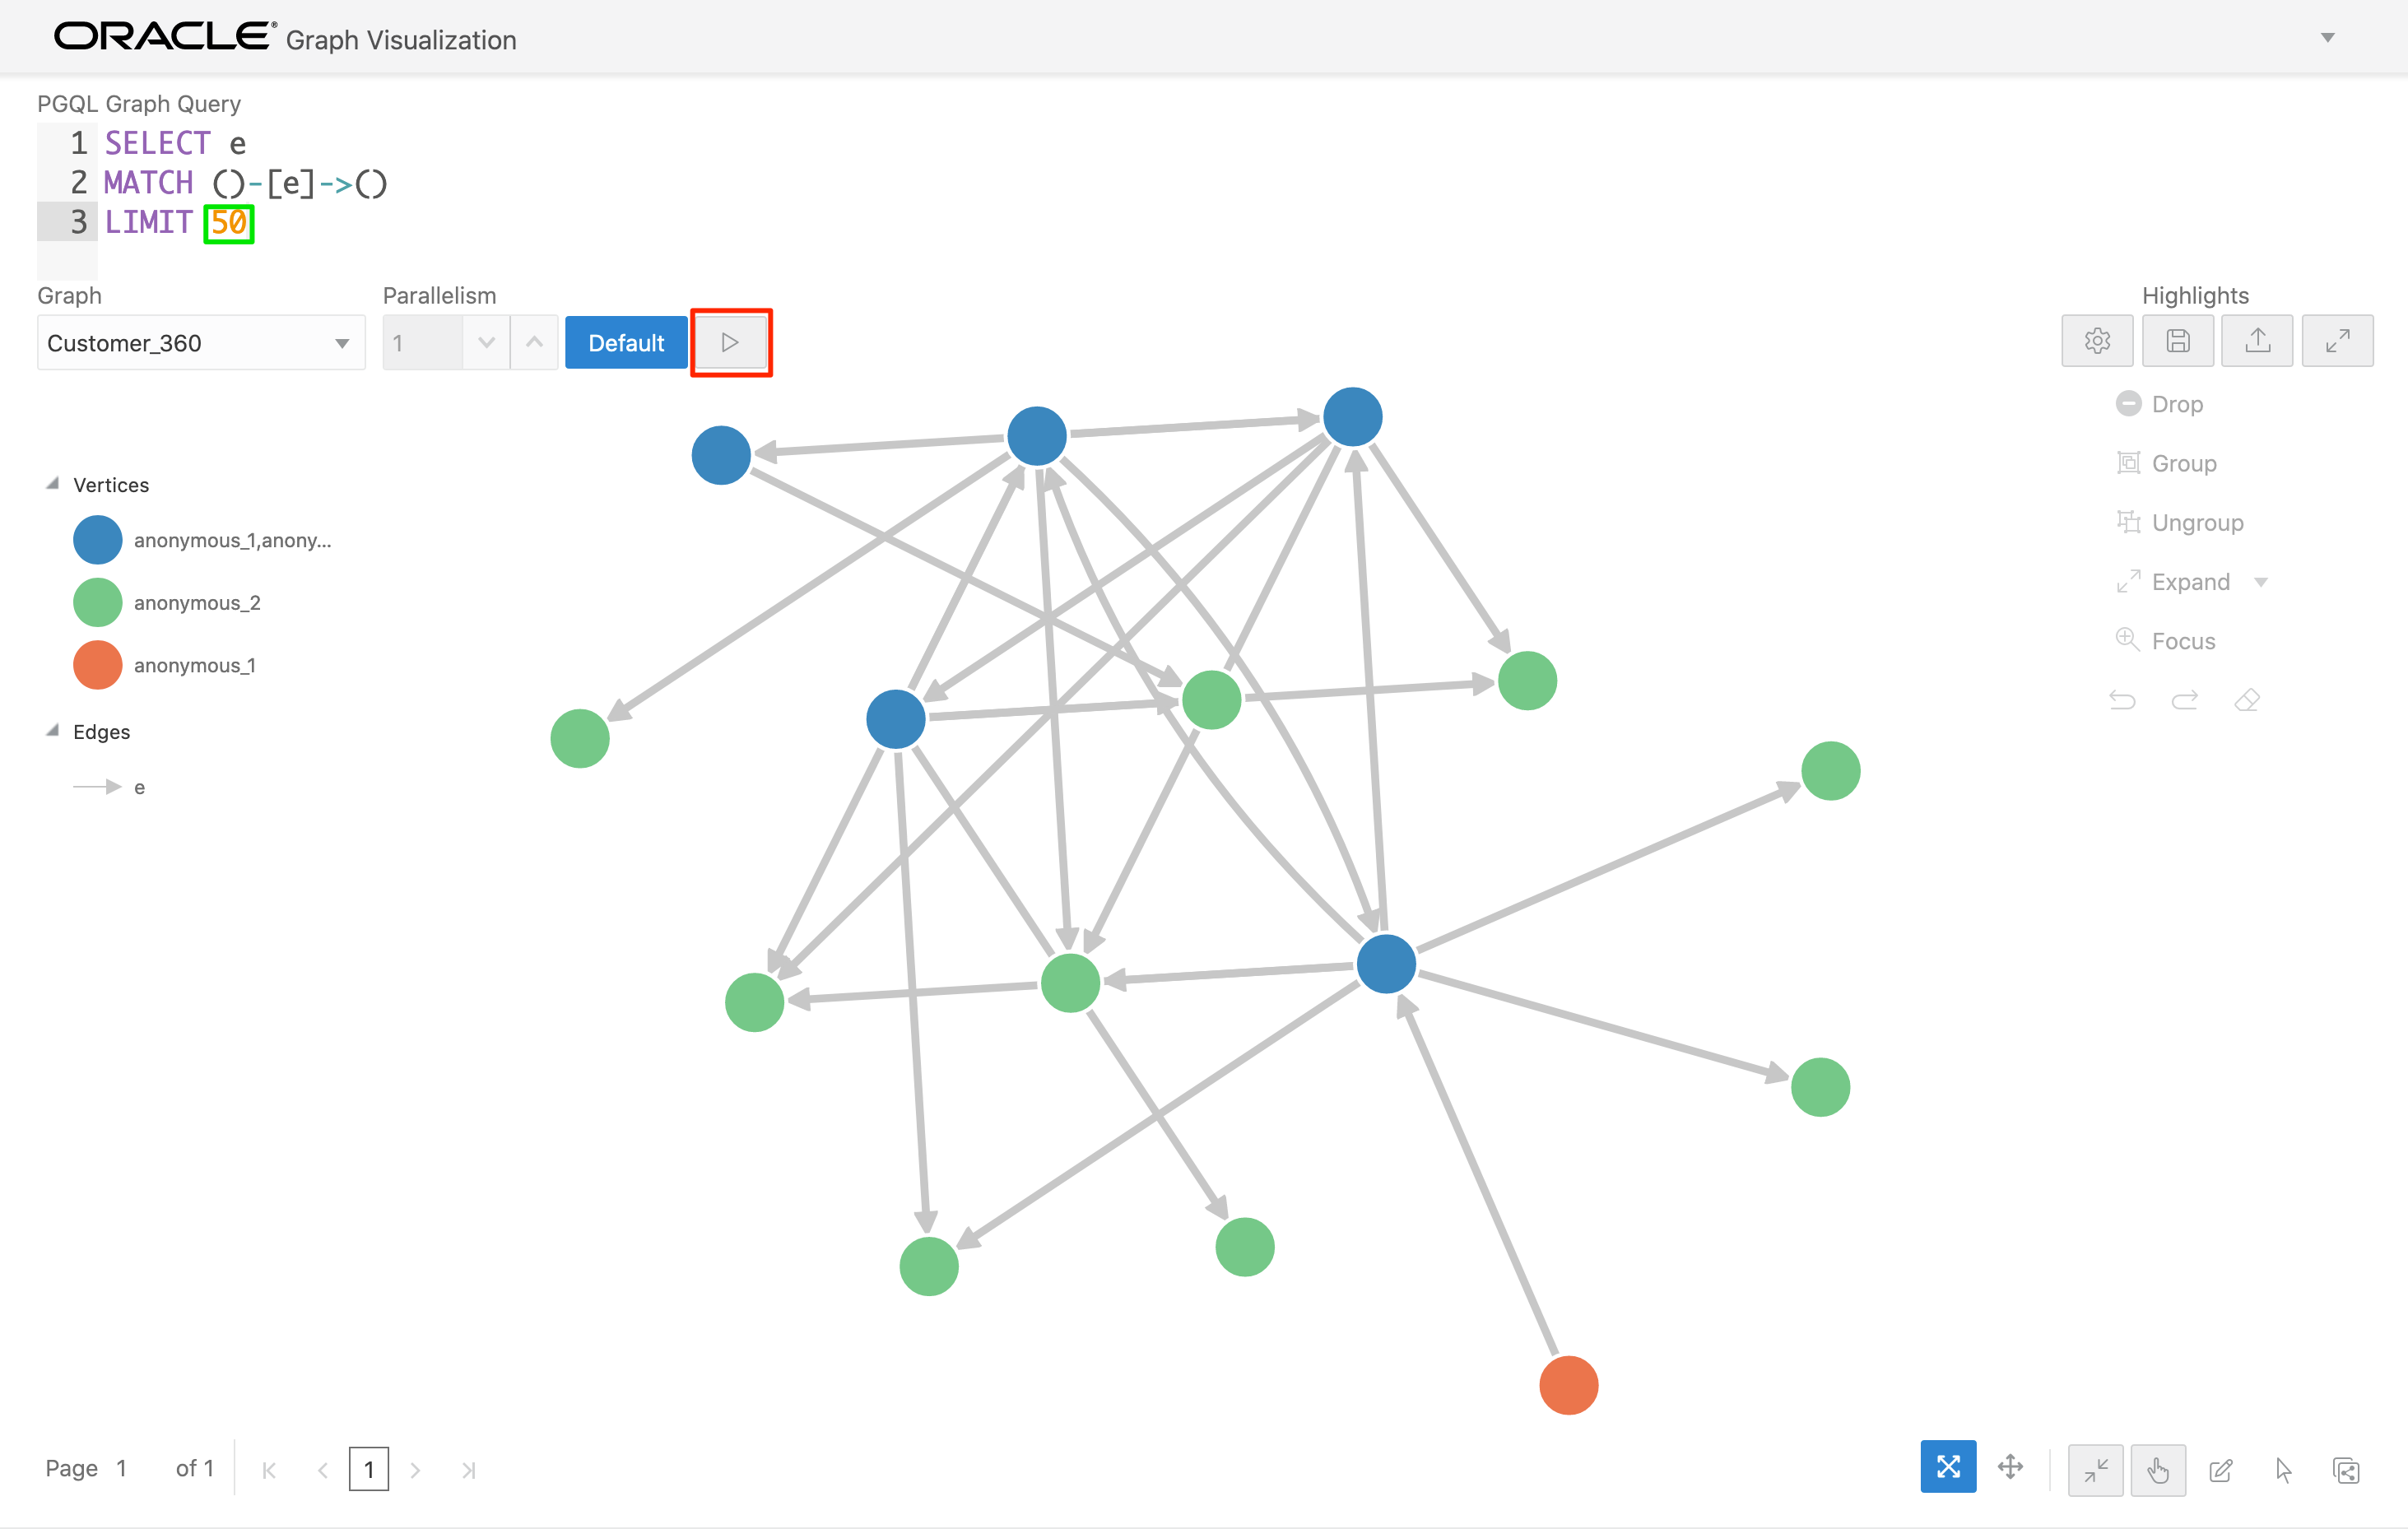 ORACLE® Graph Visualization
PGQL Graph Query
1 SELECT e
2 MATCH ()-[e]->()
3 LIMIT 50
Graph
Parallelism
Highlights
Customer_360
1
Default
Drop
Group
Ungroup
Expand
Focus
Vertices
anonymous_1,anony...
anonymous_2
anonymous_1
Edges
e
Page 1 of 1
1